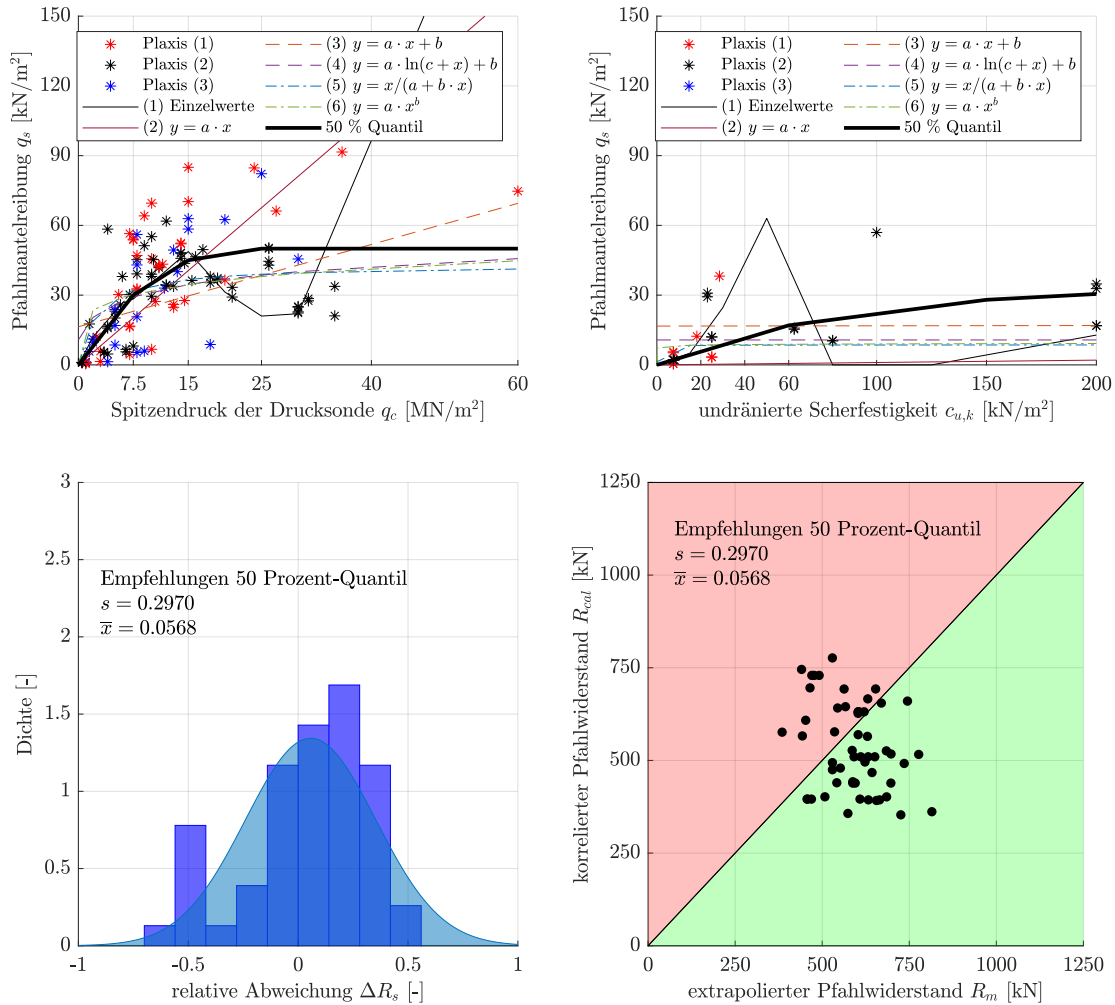 150
120
90
60
30
0
Pfahlmantelreibung q_s [kN/m²]
Plaxis (1)
Plaxis (2)
Plaxis (3)
(1) Einzelwerte
(2) y = a · x
(3) y = a · x + b
(4) y = a · ln(c + x) + b
(5) y = x/(a + b · x)
(6) y = a · x^b
50 % Quantil
0 7.5 15 25 40 60
Spitzendruck der Drucksonde q_c [MN/m²]
150
120
90
60
30
0
Pfahlmantelreibung q_s [kN/m²]
Plaxis (1)
Plaxis (2)
Plaxis (3)
(1) Einzelwerte
(2) y = a · x
(3) y = a · x + b
(4) y = a · ln(c + x) + b
(5) y = x/(a + b · x)
(6) y = a · x^b
50 % Quantil
0 20 40 60 100 150 200
undränierte Scherfestigkeit c_{u,k} [kN/m²]
3
2.5
2
1.5
1
0.5
0
Dichte [-]
Empfehlungen 50 Prozent-Quantil
s = 0.2970
x̅ = 0.0568
-1 -0.5 0 0.5 1
relative Abweichung ΔR_s [-]
1250
1000
750
500
250
0
korrelierter Pfahlwiderstand R_{cal} [kN]
Empfehlungen 50 Prozent-Quantil
s = 0.2970
x̅ = 0.0568
0 250 500 750 1000 1250
extrapolierter Pfahlwiderstand R_m [kN]